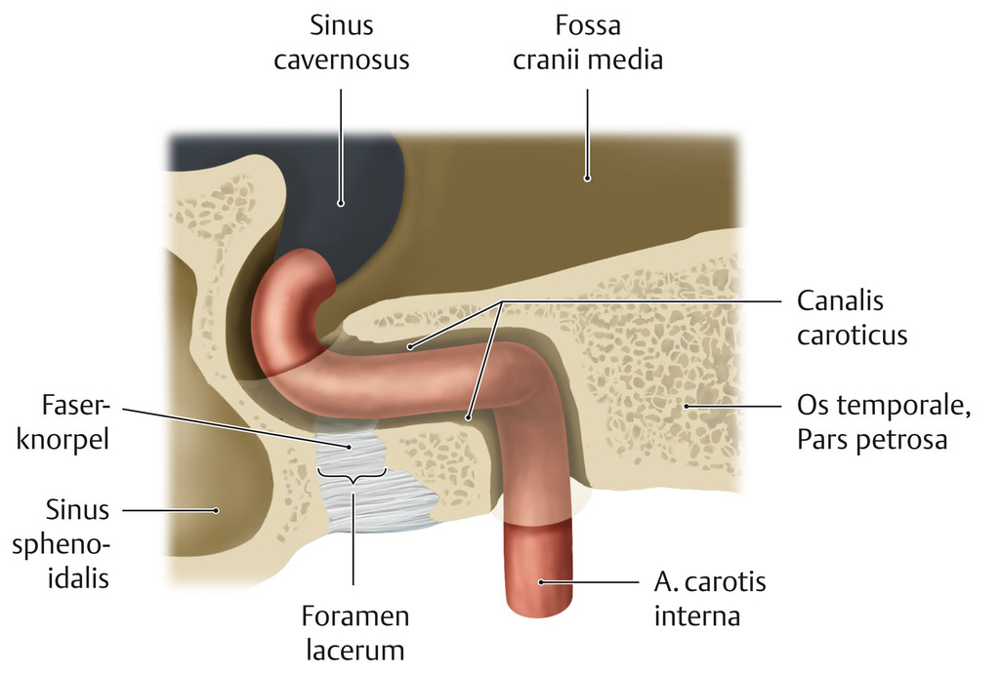 Sinus
cavernosus
Fossa
cranii media
Canalis
caroticus
Os temporale,
Pars petrosa
Faser-
knorpel
Sinus
spheno-
idalis
Foramen
lacerum
A. carotis
interna